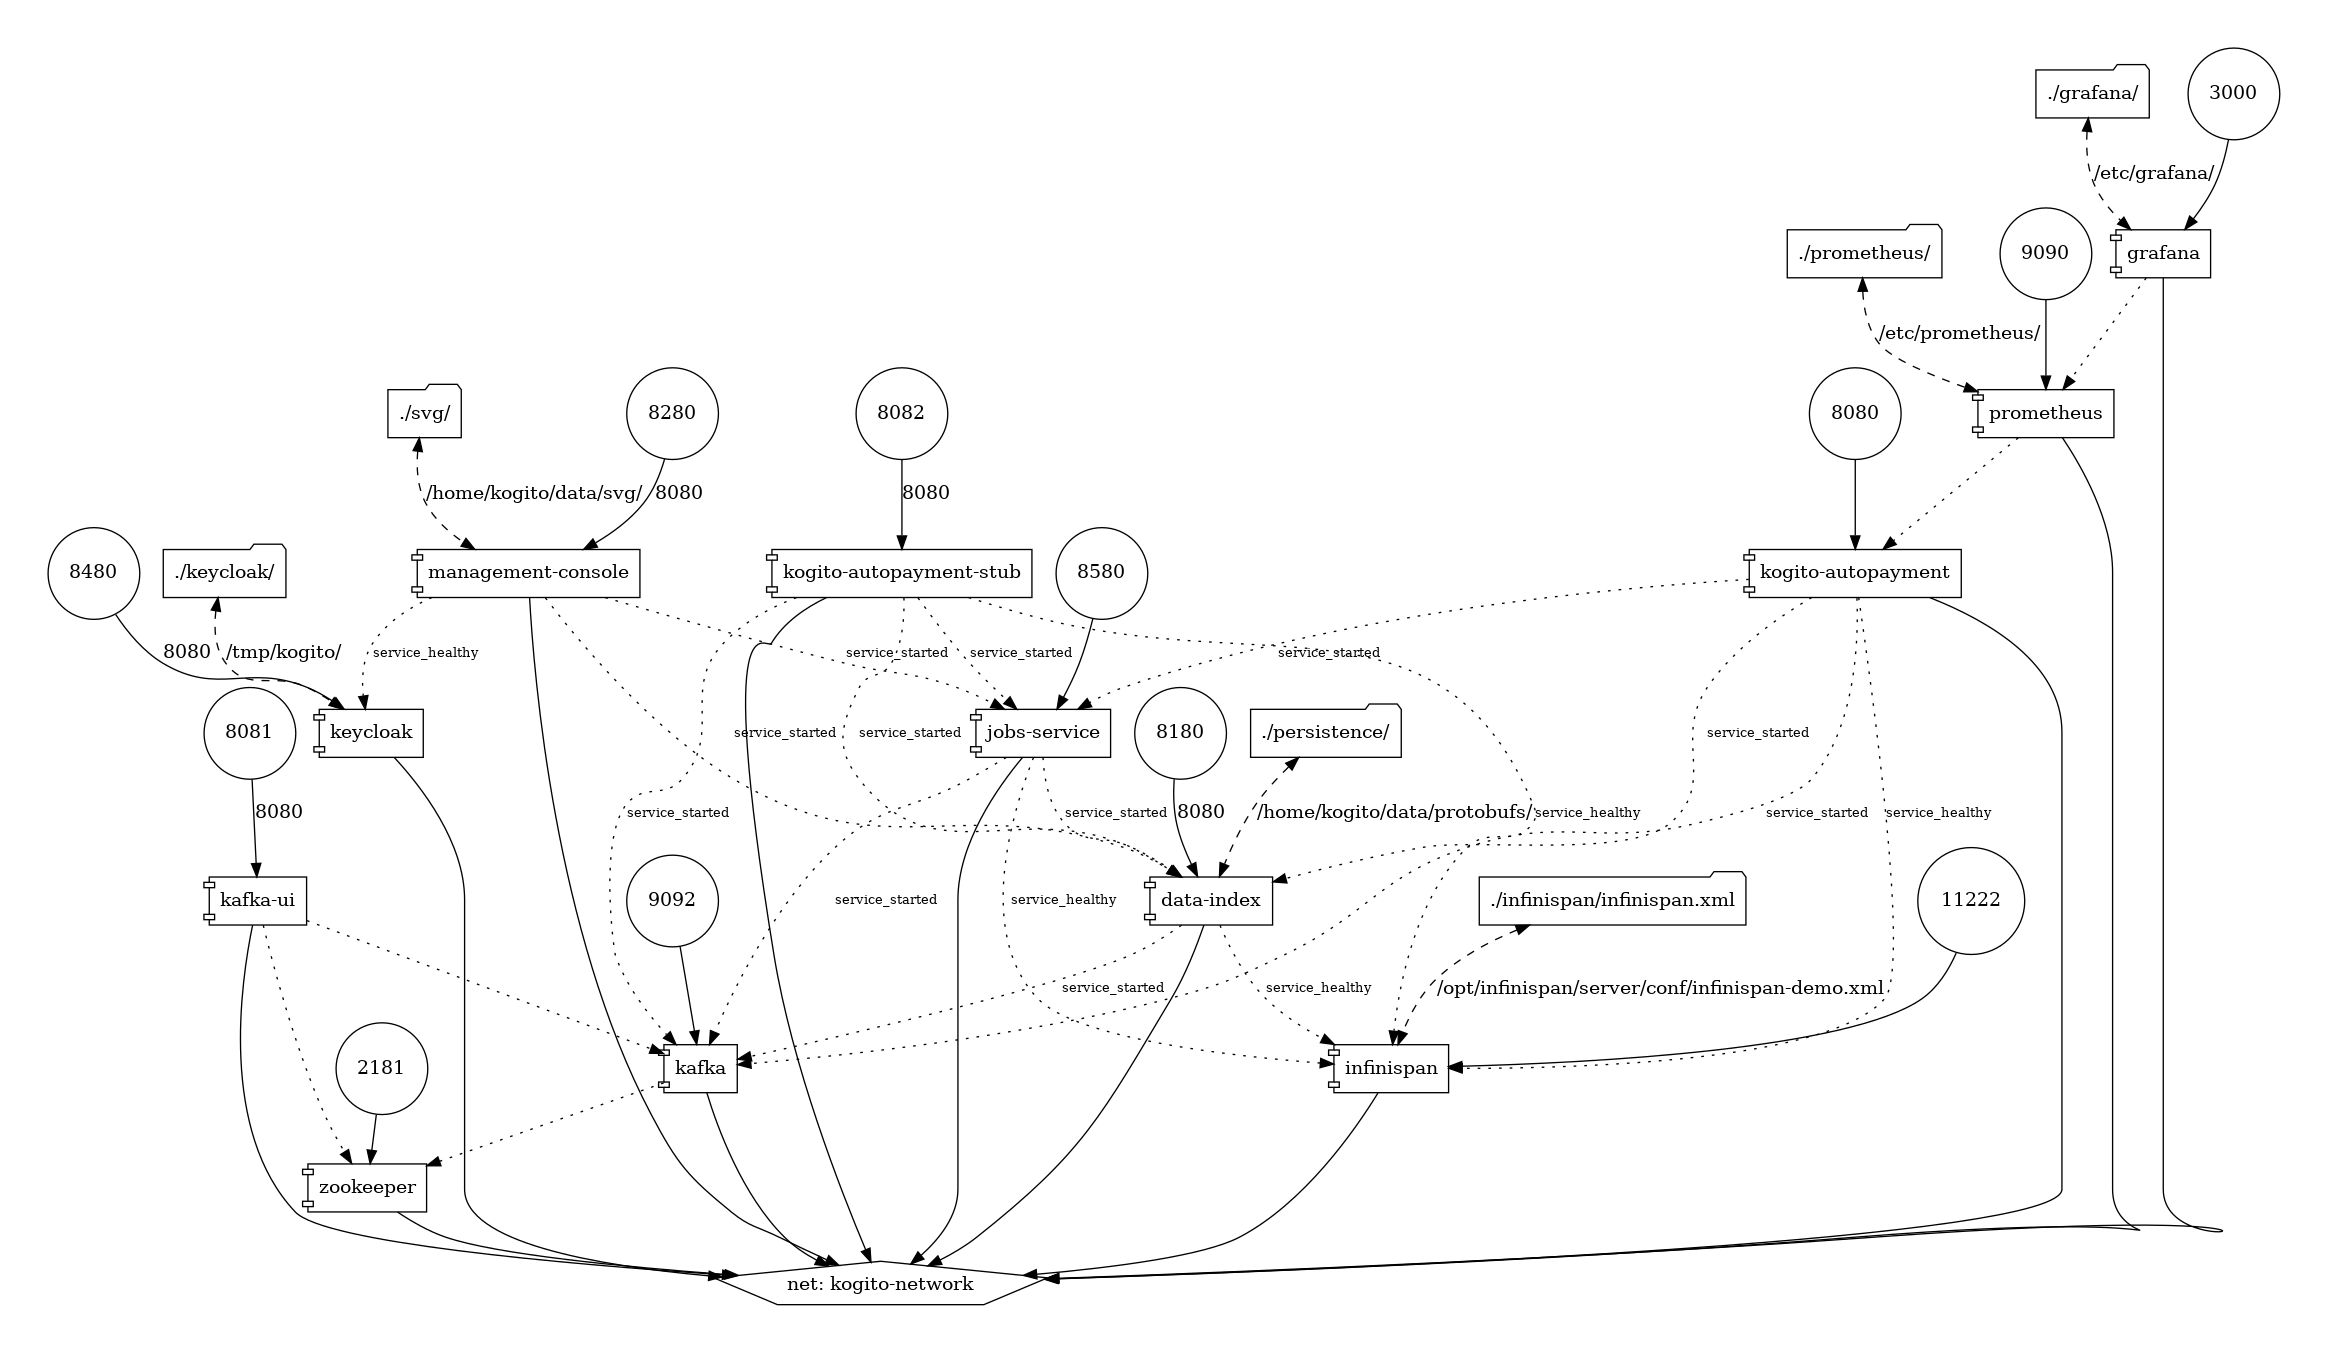 ./grafana/
3000
/etc/grafana/
./prometheus/
9090
grafana
/etc/prometheus/
./svg/
8280
8082
8080
prometheus
/home/kogito/data/svg/
8080
8080
8480
./keycloak/
management-console
kogito-autopayment-stub
8580
kogito-autopayment
8080
/tmp/kogito/
service_healthy
service_started
service_started
service_started
8081
keycloak
service_started
service_started
jobs-service
8180
./persistence/
service_started
8080
service_started
service_started
8080
/home/kogito/data/protobufs/
service_healthy
service_started
service_healthy
kafka-ui
9092
service_started
service_healthy
data-index
./infinispan/infinispan.xml
11222
service_started
service_healthy
/opt/infinispan/server/conf/infinispan-demo.xml
2181
kafka
infinispan
zookeeper
net: kogito-network